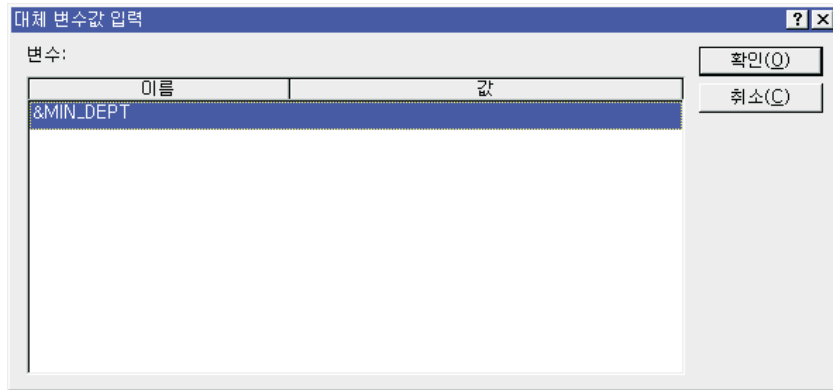 대체 변수값 입력
변수:
이름 값
&MIN_DEPT
확인(O)
취소(C)